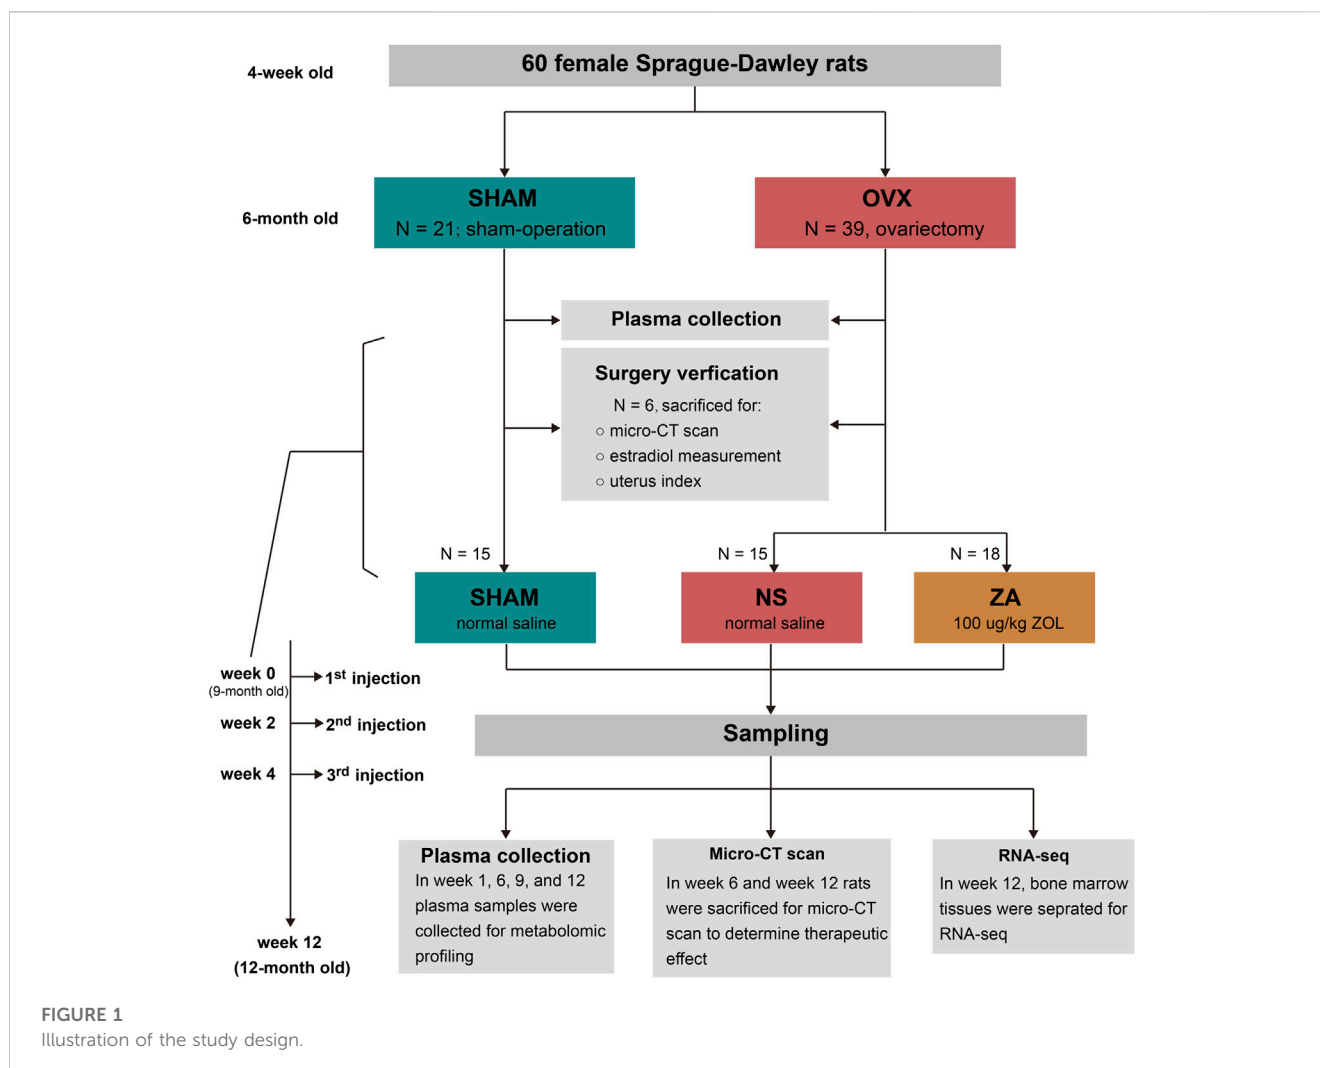 4-week old
60 female Sprague-Dawley rats
6-month old
SHAM
N = 21; sham-operation
OVX
N = 39, ovariectomy
Plasma collection
Surgery verfication
N = 6, sacrificed for:
○ micro-CT scan
○ estradiol measurement
○ uterus index
N = 15
N = 15
N = 18
SHAM
normal saline
NS
normal saline
ZA
100 ug/kg ZOL
week 0
(9-month old)
1st injection
week 2
2nd injection
week 4
3rd injection
week 12
(12-month old)
Sampling
Plasma collection
In week 1, 6, 9, and 12
plasma samples were
collected for metabolomic
profiling
Micro-CT scan
In week 6 and week 12 rats
were sacrificed for micro-CT
scan to determine therapeutic
effect
RNA-seq
In week 12, bone marrow
tissues were seprated for
RNA-seq
FIGURE 1
Illustration of the study design.